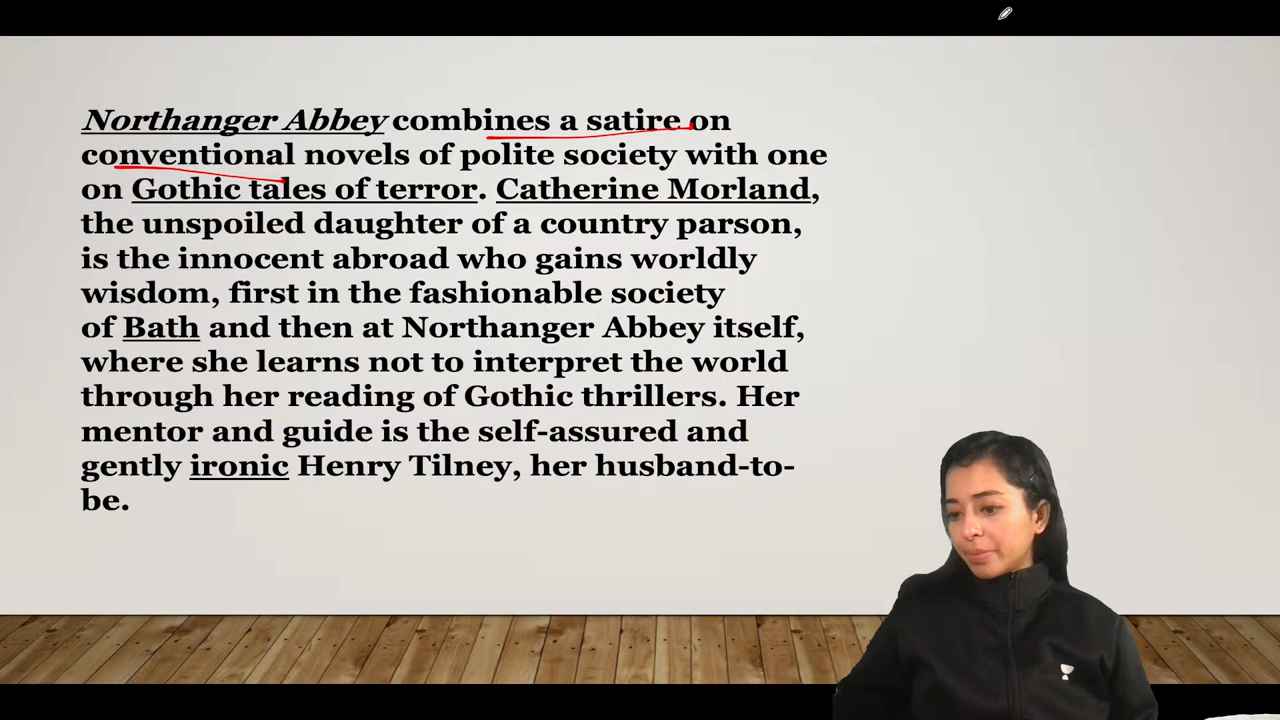 Northanger Abbey combines a satire on
conventional novels of polite society with one
on Gothic tales of terror. Catherine Morland,
the unspoiled daughter of a country parson,
is the innocent abroad who gains worldly
wisdom, first in the fashionable society
of Bath and then at Northanger Abbey itself,
where she learns not to interpret the world
through her reading of Gothic thrillers. Her
mentor and guide is the self-assured and
gently ironic Henry Tilney, her husband-to-
be.